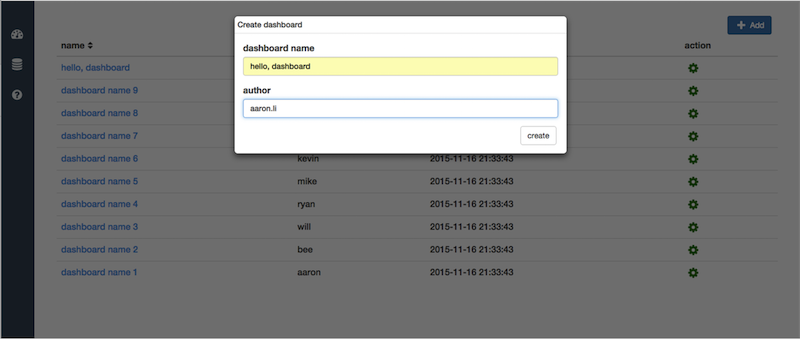 Create dashboard
dashboard name
hello, dashboard
author
aaron.li
create
+ Add
name action
hello, dashboard
dashboard name 9
dashboard name 8
dashboard name 7
dashboard name 6 kevin 2015-11-16 21:33:43
dashboard name 5 mike 2015-11-16 21:33:43
dashboard name 4 ryan 2015-11-16 21:33:43
dashboard name 3 will 2015-11-16 21:33:43
dashboard name 2 bee 2015-11-16 21:33:43
dashboard name 1 aaron 2015-11-16 21:33:43